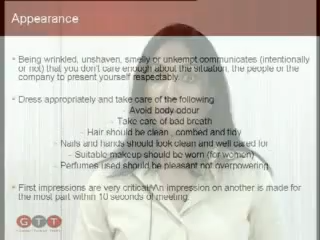 Appearance
• Being wrinkled, unshaven, smelly or unkempt communicates (intentionally
or not) that you don't care enough about the situation, the people or the
company to present yourself respectably.
• Dress appropriately and take care of the following
- Avoid body odour
- Take care of bad breath
- Hair should be clean , combed and tidy
- Nails and hands should look clean and well cared for
- Suitable makeup should be worn (for women)
- Perfumes used should be pleasant not overpowering.
• First impressions are very critical. An impression on another is made for
the most part within 10 seconds of meeting.
GTT